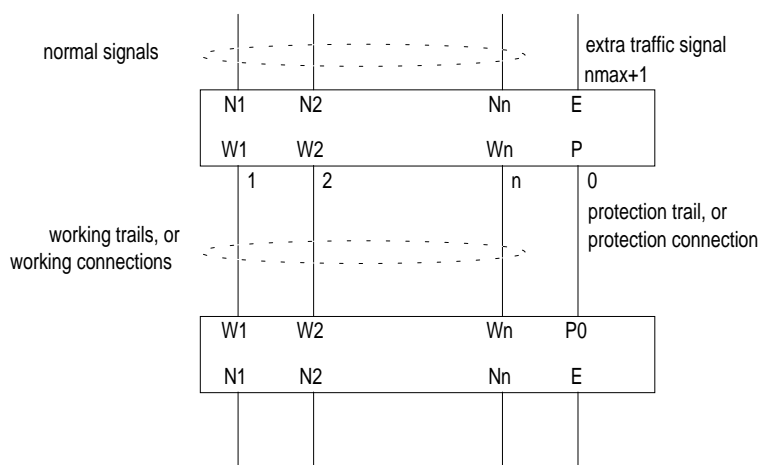 normal signals
extra traffic signal
nmax+1
N1 N2 Nn E
W1 W2 Wn P
1 2 n 0
working trails, or
working connections
protection trail, or
protection connection
W1 W2 Wn P0
N1 N2 Nn E